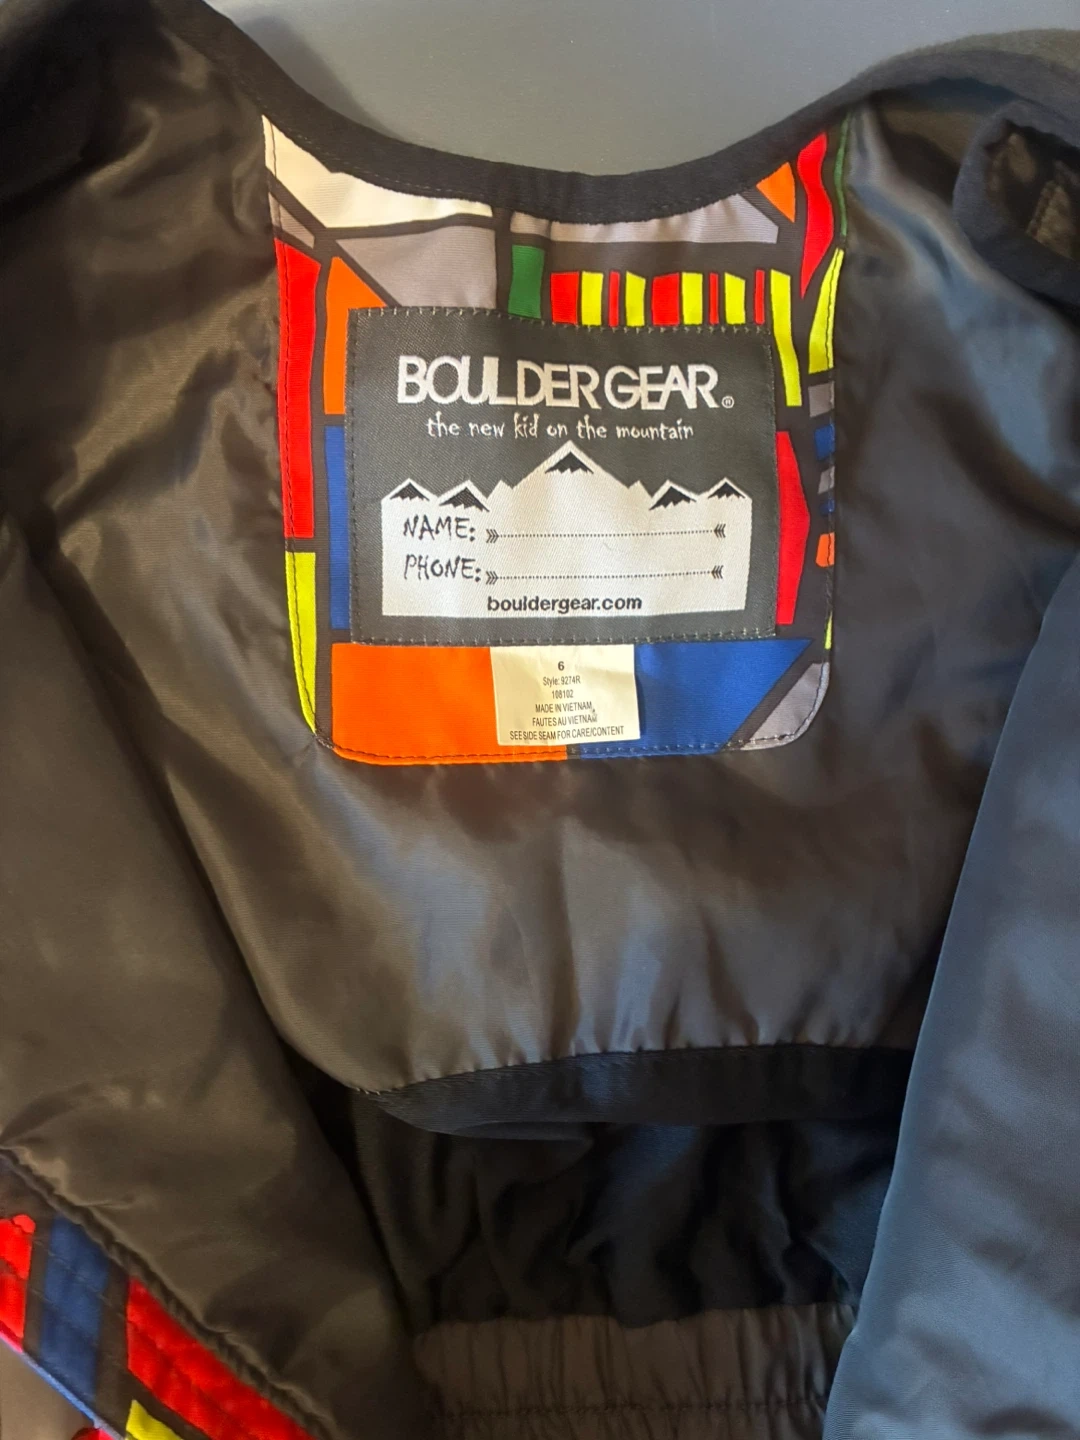 BOULDER GEAR®
the new kid on the mountain
NAME:
PHONE:
bouldergear.com
6
Style: 9274R
108102
MADE IN VIETNAM
FAUTES AU VIETNAM
SEE SIDE SEAM FOR CARE/CONTENT